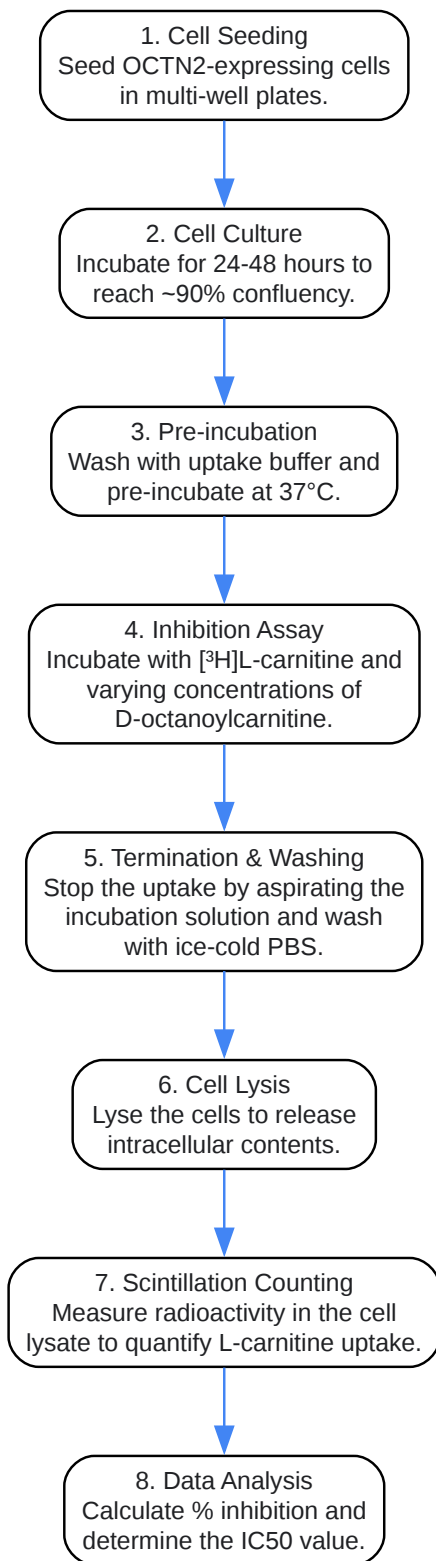 1. Cell Seeding
Seed OCTN2-expressing cells
in multi-well plates.
2. Cell Culture
Incubate for 24-48 hours to
reach ~90% confluency.
3. Pre-incubation
Wash with uptake buffer and
pre-incubate at 37°C.
4. Inhibition Assay
Incubate with [³H]L-carnitine and
varying concentrations of
D-octanoylcarnitine.
5. Termination & Washing
Stop the uptake by aspirating the
incubation solution and wash
with ice-cold PBS.
6. Cell Lysis
Lyse the cells to release
intracellular contents.
7. Scintillation Counting
Measure radioactivity in the cell
lysate to quantify L-carnitine uptake.
8. Data Analysis
Calculate % inhibition and
determine the IC50 value.